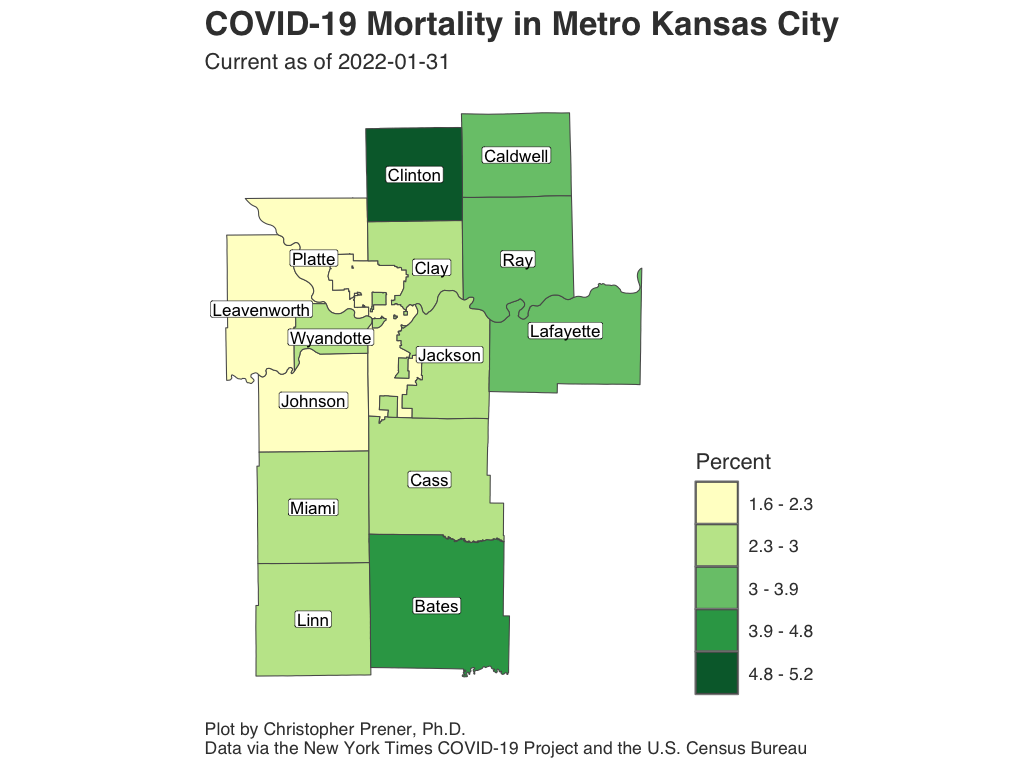 COVID-19 Mortality in Metro Kansas City
Current as of 2022-01-31
Caldwell
Clinton
Platte
Clay
Ray
Leavenworth
Wyandotte
Jackson
Lafayette
Johnson
Cass
Miami
Bates
Linn
Percent
1.6 - 2.3
2.3 - 3
3 - 3.9
3.9 - 4.8
4.8 - 5.2
Plot by Christopher Prener, Ph.D.
Data via the New York Times COVID-19 Project and the U.S. Census Bureau